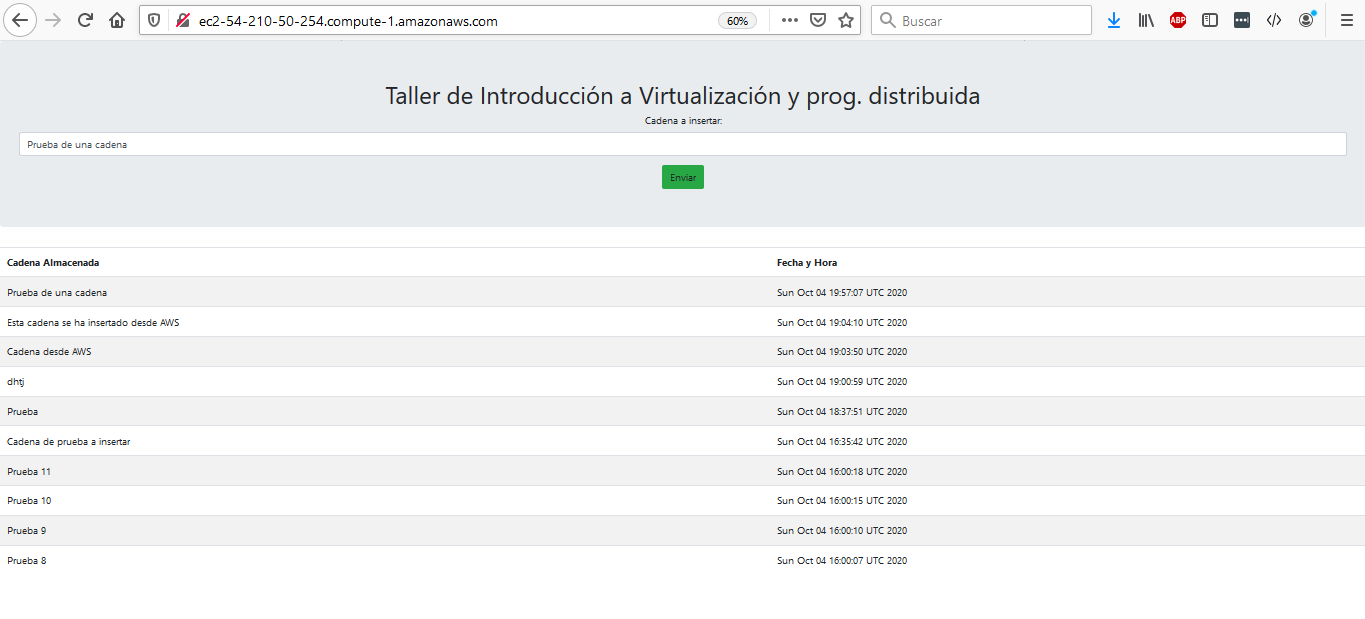 ec2-54-210-50-254.compute-1.amazonaws.com
60%
Buscar
ABP
Taller de Introducción a Virtualización y prog. distribuida
Cadena a insertar:
Prueba de una cadena
Enviar
Cadena Almacenada Fecha y Hora
Prueba de una cadena Sun Oct 04 19:57:07 UTC 2020
Esta cadena se ha insertado desde AWS Sun Oct 04 19:04:10 UTC 2020
Cadena desde AWS Sun Oct 04 19:03:50 UTC 2020
dhtj Sun Oct 04 19:00:59 UTC 2020
Prueba Sun Oct 04 18:37:51 UTC 2020
Cadena de prueba a insertar Sun Oct 04 16:35:42 UTC 2020
Prueba 11 Sun Oct 04 16:00:18 UTC 2020
Prueba 10 Sun Oct 04 16:00:15 UTC 2020
Prueba 9 Sun Oct 04 16:00:10 UTC 2020
Prueba 8 Sun Oct 04 16:00:07 UTC 2020